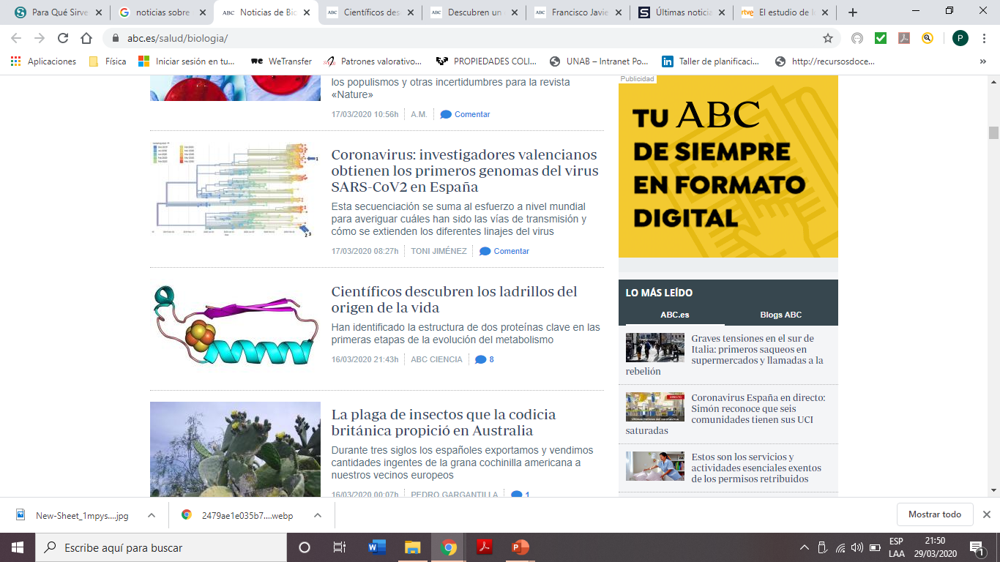 Para Qué Sirve
noticias sobre
ABC Noticias de Bio
ABC Científicos des
ABC Descubren un
ABC Francisco Javie
S Últimas noticia
rtve El estudio de
abc.es/salud/biologia/
P
Aplicaciones
Física
Iniciar sesión en tu...
we WeTransfer
Patrones valorativo...
PROPIEDADES COLI...
UNAB – Intranet Po...
Taller de planificaci...
http://recursosdoce...
»
los populismos y otras incertidumbres para la revista
«Nature»
17/03/2020 10:56h A.M. Comentar
Coronavirus: investigadores valencianos
obtienen los primeros genomas del virus
SARS-CoV2 en España
Esta secuenciación se suma al esfuerzo a nivel mundial
para averiguar cuáles han sido las vías de transmisión y
cómo se extienden los diferentes linajes del virus
17/03/2020 08:27h TONI JIMÉNEZ Comentar
1
2 3
Científicos descubren los ladrillos del
origen de la vida
Han identificado la estructura de dos proteínas clave en las
primeras etapas de la evolución del metabolismo
16/03/2020 21:43h ABC CIENCIA 8
La plaga de insectos que la codicia
británica propició en Australia
Durante tres siglos los españoles exportamos y vendimos
cantidades ingentes de la grana cochinilla americana a
nuestros vecinos europeos
16/03/2020 00:07h PEDRO GARGANTILLA 1
Publicidad
TU ABC
DE SIEMPRE
EN FORMATO
DIGITAL
LO MÁS LEÍDO
ABC.es Blogs ABC
Graves tensiones en el sur de
Italia: primeros saqueos en
supermercados y llamadas a la
rebelión
DIRECTO
Coronavirus España en directo:
Simón reconoce que seis
comunidades tienen sus UCI
saturadas
Estos son los servicios y
actividades esenciales exentos
de los permisos retribuidos
New-Sheet_1mpys....jpg
2479ae1e035b7....webp
Mostrar todo
Escribe aquí para buscar
ESP
LAA
21:50
29/03/2020
1